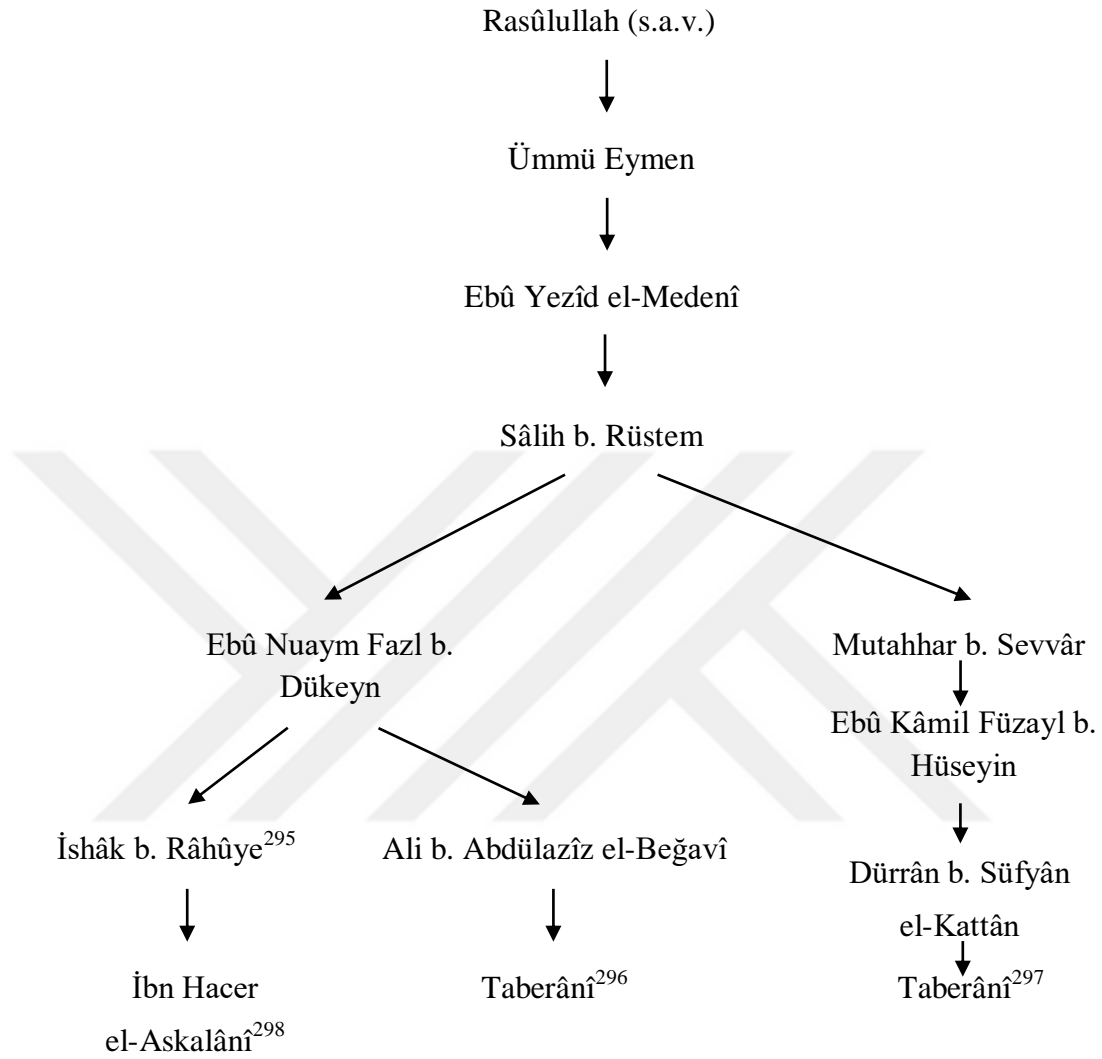 Rasûlullah (s.a.v.)
Ümmü Eymen
Ebû Yezîd el-Medenî
Sâlih b. Rüstem
Ebû Nuaym Fazl b.
Dükeyn
Mutahhar b. Sevvâr
Ebû Kâmil Füzayl b.
Hüseyin
İshâk b. Râhûye295
Ali b. Abdülazîz el-Beğavî
Dürrân b. Süfyân
el-Kattân
İbn Hacer
el-Askalânî298
Taberânî296
Taberânî297